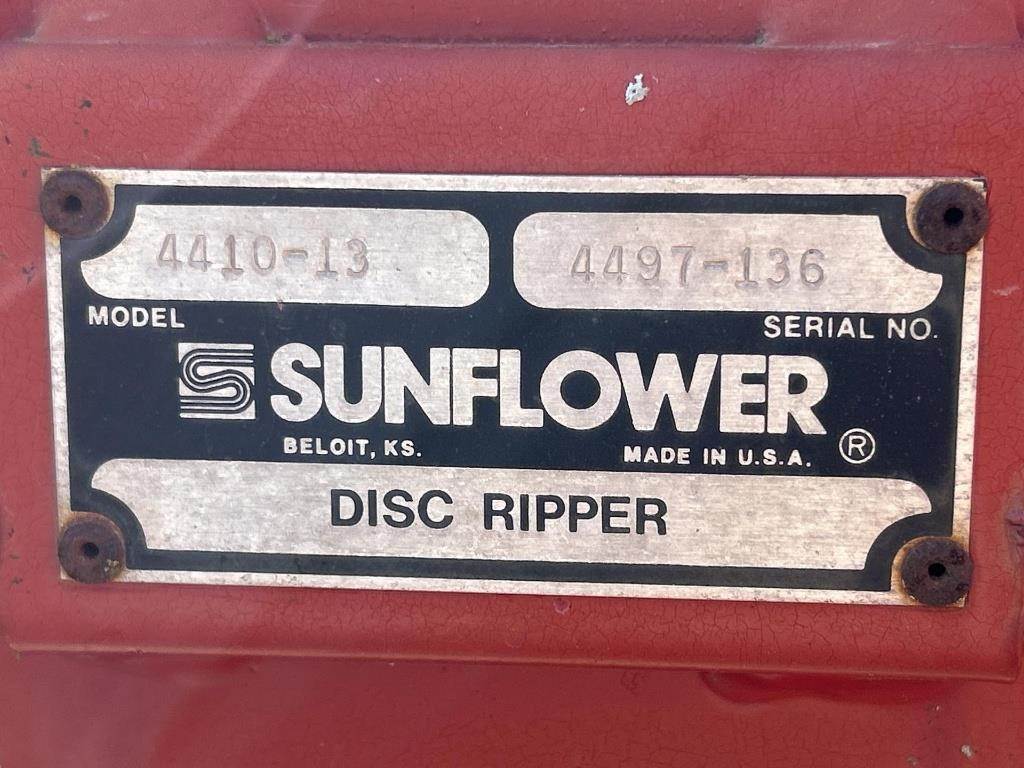 4410-13 4497-136
MODEL SERIAL NO.
SUNFLOWER ®
BELOIT, KS. MADE IN U.S.A.
DISC RIPPER